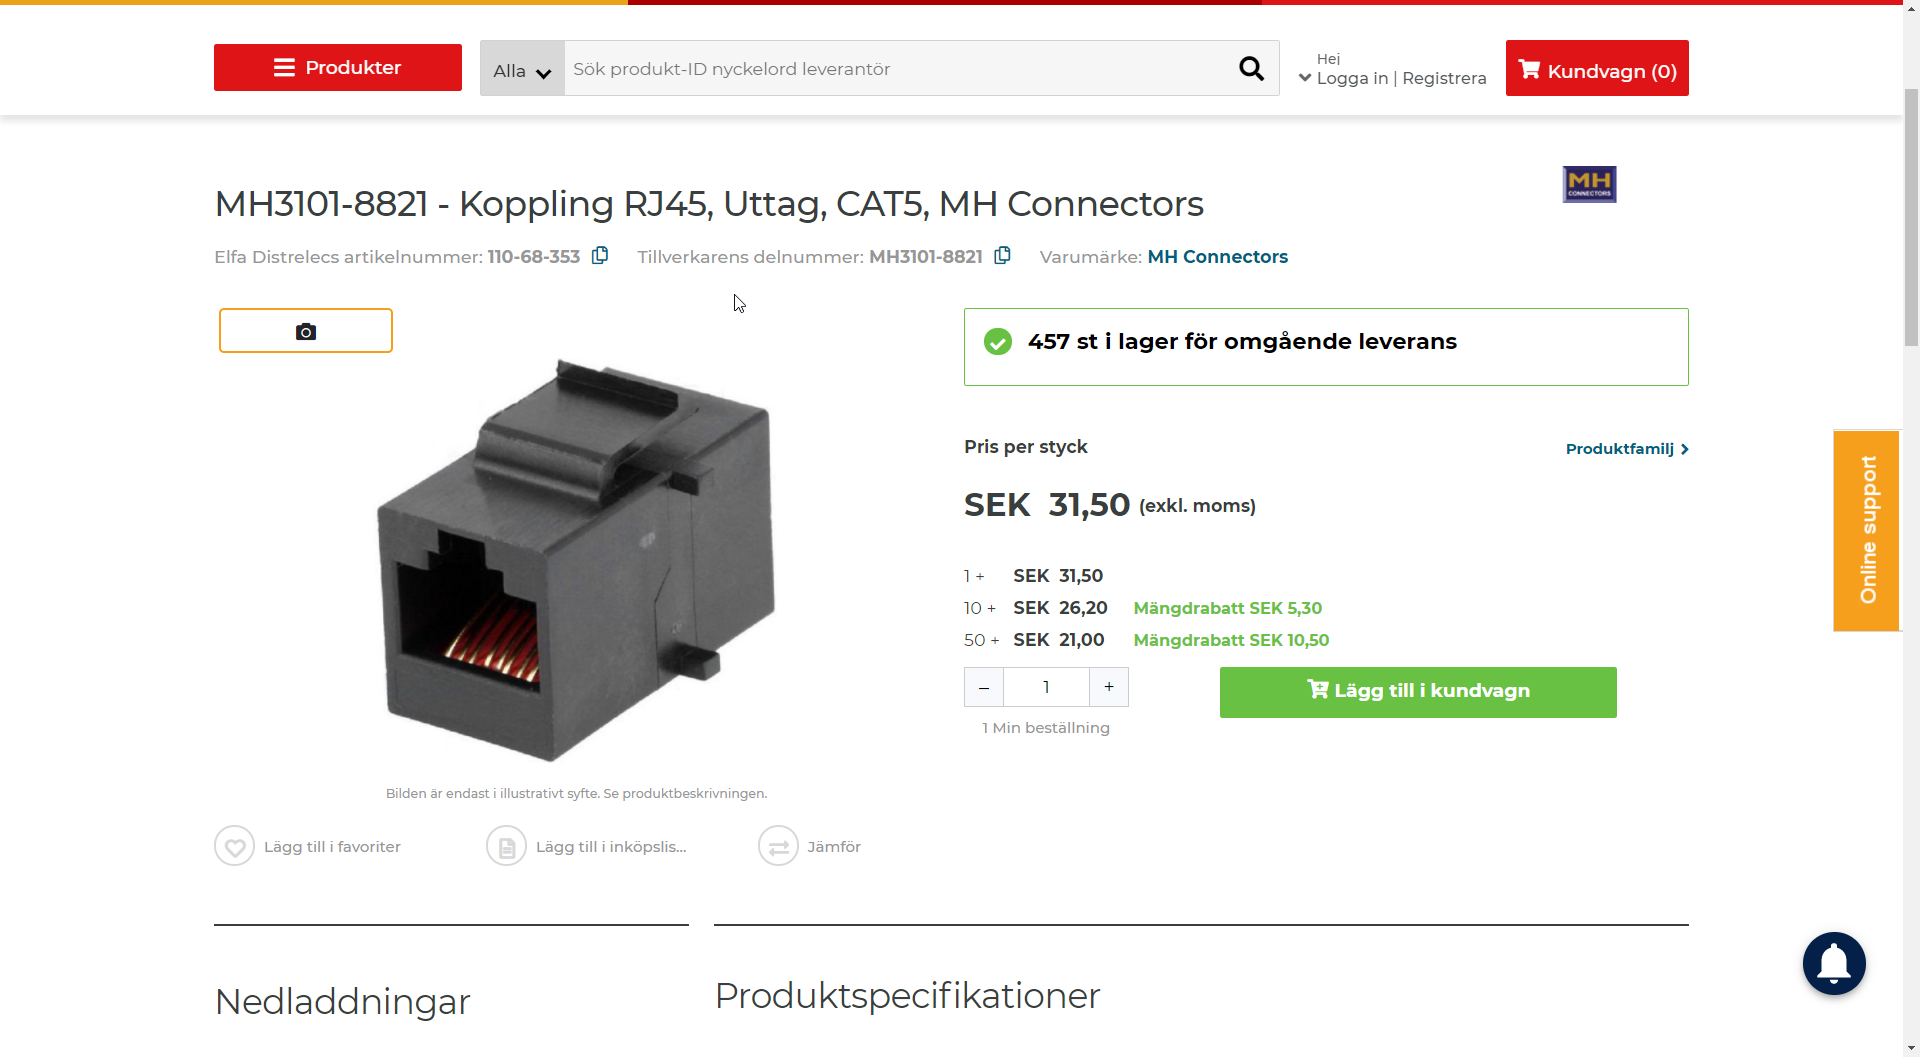 Produkter
Alla
Sök produkt-ID nyckelord leverantör
Hej
Logga in | Registrera
Kundvagn (0)
MH3101-8821 - Koppling RJ45, Uttag, CAT5, MH Connectors
MH
CONNECTORS
Elfa Distrelecs artikelnummer: 110-68-353
Tillverkarens delnummer: MH3101-8821
Varumärke: MH Connectors
457 st i lager för omgående leverans
Pris per styck
Produktfamilj
SEK 31,50 (exkl. moms)
1 + SEK 31,50
10 + SEK 26,20 Mängdrabatt SEK 5,30
50 + SEK 21,00 Mängdrabatt SEK 10,50
– 1 +
Lägg till i kundvagn
1 Min beställning
Online support
Bilden är endast i illustrativt syfte. Se produktbeskrivningen.
Lägg till i favoriter
Lägg till i inköpslis...
Jämför
Nedladdningar
Produktspecifikationer